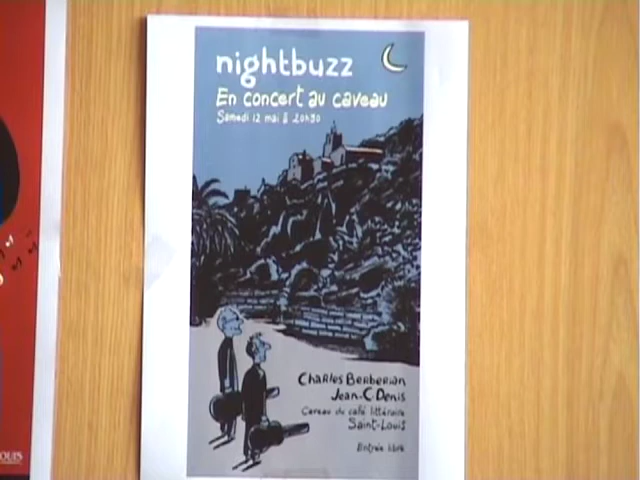 nightbuzz
En concert au caveau
Samedi 12 mai à 20h30
Charles Berberian
Jean-C Denis
Caveau du café littéraire
Saint-Louis
Entrée libre
OUIS